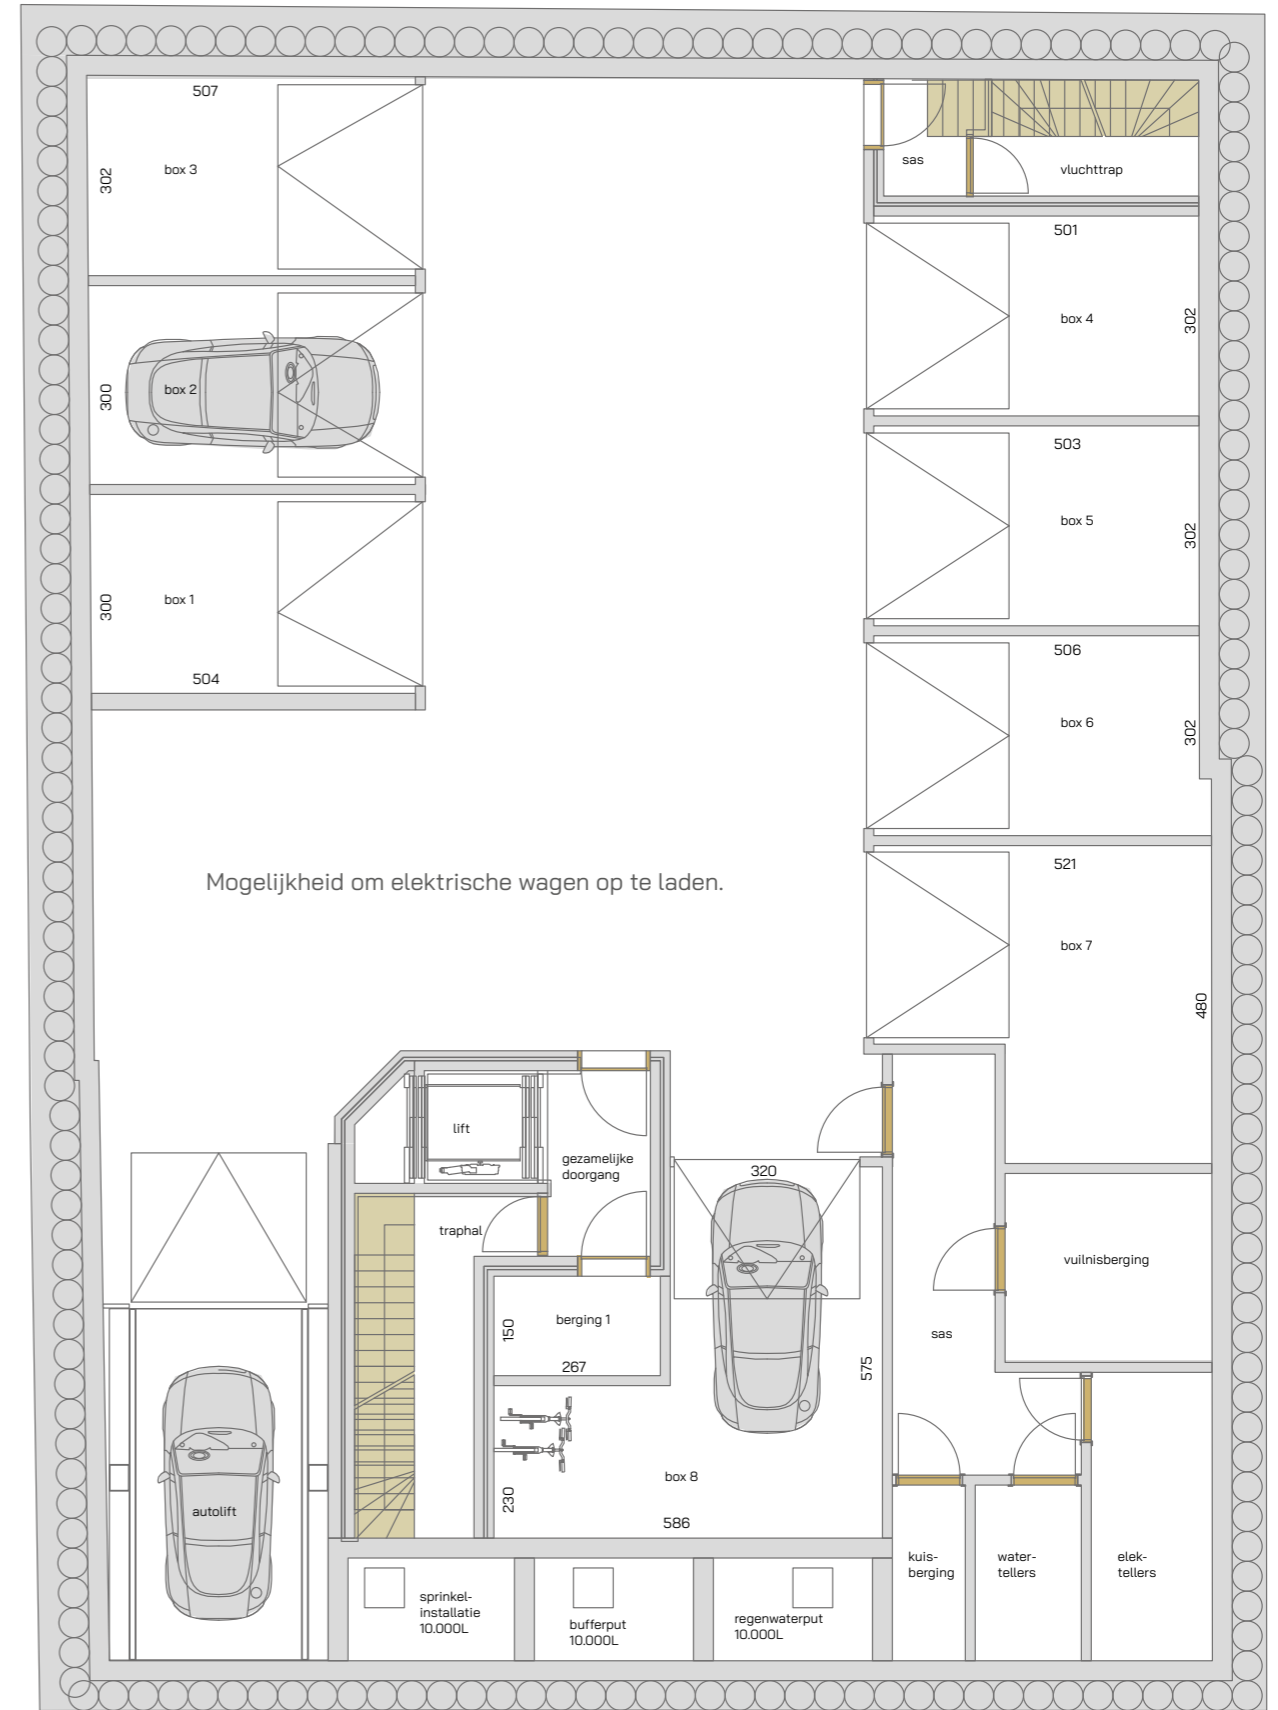 507
302
box 3
sas
vluchttrap
501
box 4
302
300
box 2
503
box 5
302
300
box 1
504
506
box 6
302
Mogelijkheid om elektrische wagen op te laden.
521
box 7
480
lift
gezamelijke
doorgang
320
traphal
vuilnisberging
berging 1
150
267
575
sas
box 8
230
586
autolift
sprinkel-
installatie
10.000L
bufferput
10.000L
regenwaterput
10.000L
kuis-
berging
water-
tellers
elek-
tellers